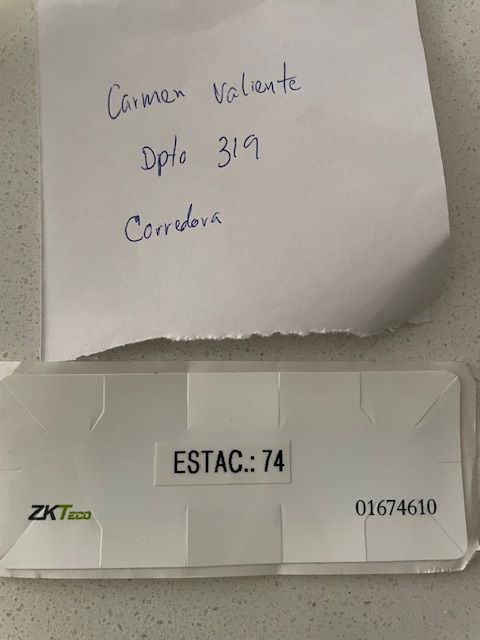 Carmen Valiente
Dpto 319
Corredora
ESTAC.: 74
ZKTECO
01674610